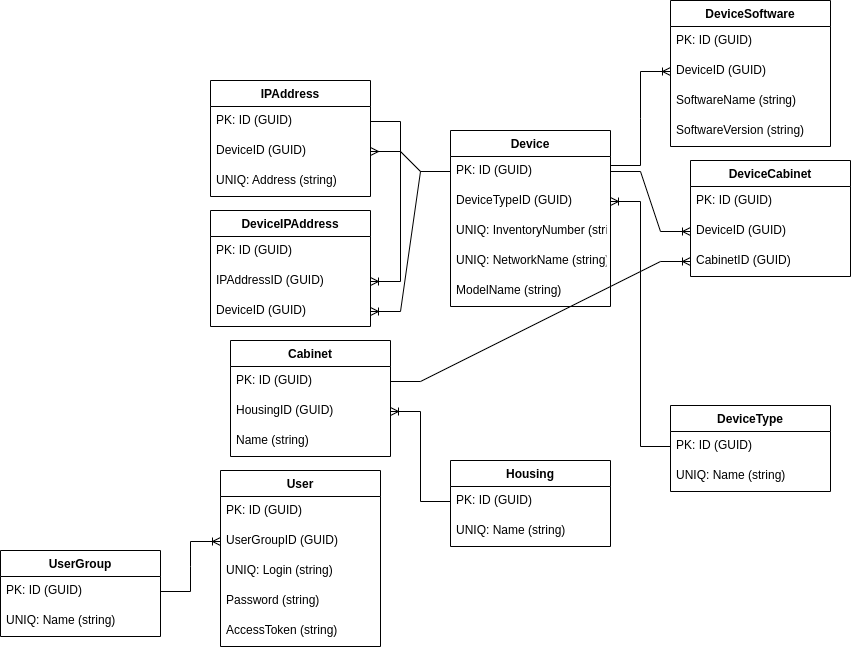 DeviceSoftware
PK: ID (GUID)
DeviceID (GUID)
SoftwareName (string)
SoftwareVersion (string)
IPAddress
PK: ID (GUID)
DeviceID (GUID)
UNIQ: Address (string)
Device
PK: ID (GUID)
DeviceTypeID (GUID)
UNIQ: InventoryNumber (stri
UNIQ: NetworkName (string)
ModelName (string)
DeviceCabinet
PK: ID (GUID)
DeviceID (GUID)
CabinetID (GUID)
DeviceIPAddress
PK: ID (GUID)
IPAddressID (GUID)
DeviceID (GUID)
Cabinet
PK: ID (GUID)
HousingID (GUID)
Name (string)
DeviceType
PK: ID (GUID)
UNIQ: Name (string)
Housing
PK: ID (GUID)
UNIQ: Name (string)
User
PK: ID (GUID)
UserGroupID (GUID)
UNIQ: Login (string)
Password (string)
AccessToken (string)
UserGroup
PK: ID (GUID)
UNIQ: Name (string)